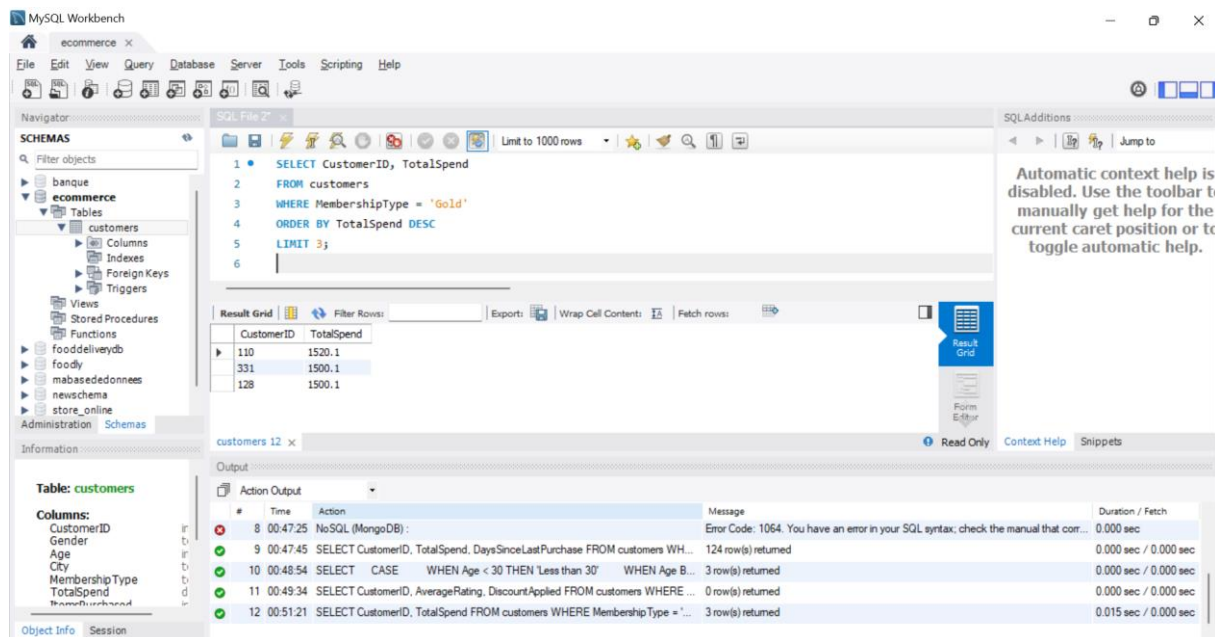 MySQL Workbench
ecommerce
File Edit View Query Database Server Tools Scripting Help
Navigator
SCHEMAS
Filter objects
banque
ecommerce
Tables
customers
Columns
Indexes
Foreign Keys
Triggers
Views
Stored Procedures
Functions
fooddeliverydb
foodly
mabasededonnees
newschema
store_online
Administration Schemas
Information
Table: customers
Columns:
CustomerID
Gender
Age
City
MembershipType
TotalSpend
ItemsPurchased
Object Info Session
SQL File 2*
Limit to 1000 rows
1 SELECT CustomerID, TotalSpend
2 FROM customers
3 WHERE MembershipType = 'Gold'
4 ORDER BY TotalSpend DESC
5 LIMIT 3;
6
Result Grid Filter Rows: Export: Wrap Cell Content: Fetch rows:
CustomerID TotalSpend
110 1520.1
331 1500.1
128 1500.1
Result Grid
Form Editor
customers 12 Read Only
SQLAdditions
Jump to
Automatic context help is
disabled. Use the toolbar to
manually get help for the
current caret position or to
toggle automatic help.
Context Help Snippets
Output
Action Output
# Time Action Message Duration / Fetch
8 00:47:25 NoSQL (MongoDB) : Error Code: 1064. You have an error in your SQL syntax; check the manual that corr... 0.000 sec
9 00:47:45 SELECT CustomerID, TotalSpend, DaysSinceLastPurchase FROM customers WH... 124 row(s) returned 0.000 sec / 0.000 sec
10 00:48:54 SELECT CASE WHEN Age < 30 THEN 'Less than 30' WHEN Age B... 3 row(s) returned 0.000 sec / 0.000 sec
11 00:49:34 SELECT CustomerID, AverageRating, DiscountApplied FROM customers WHERE ... 0 row(s) returned 0.000 sec / 0.000 sec
12 00:51:21 SELECT CustomerID, TotalSpend FROM customers WHERE MembershipType = '... 3 row(s) returned 0.015 sec / 0.000 sec